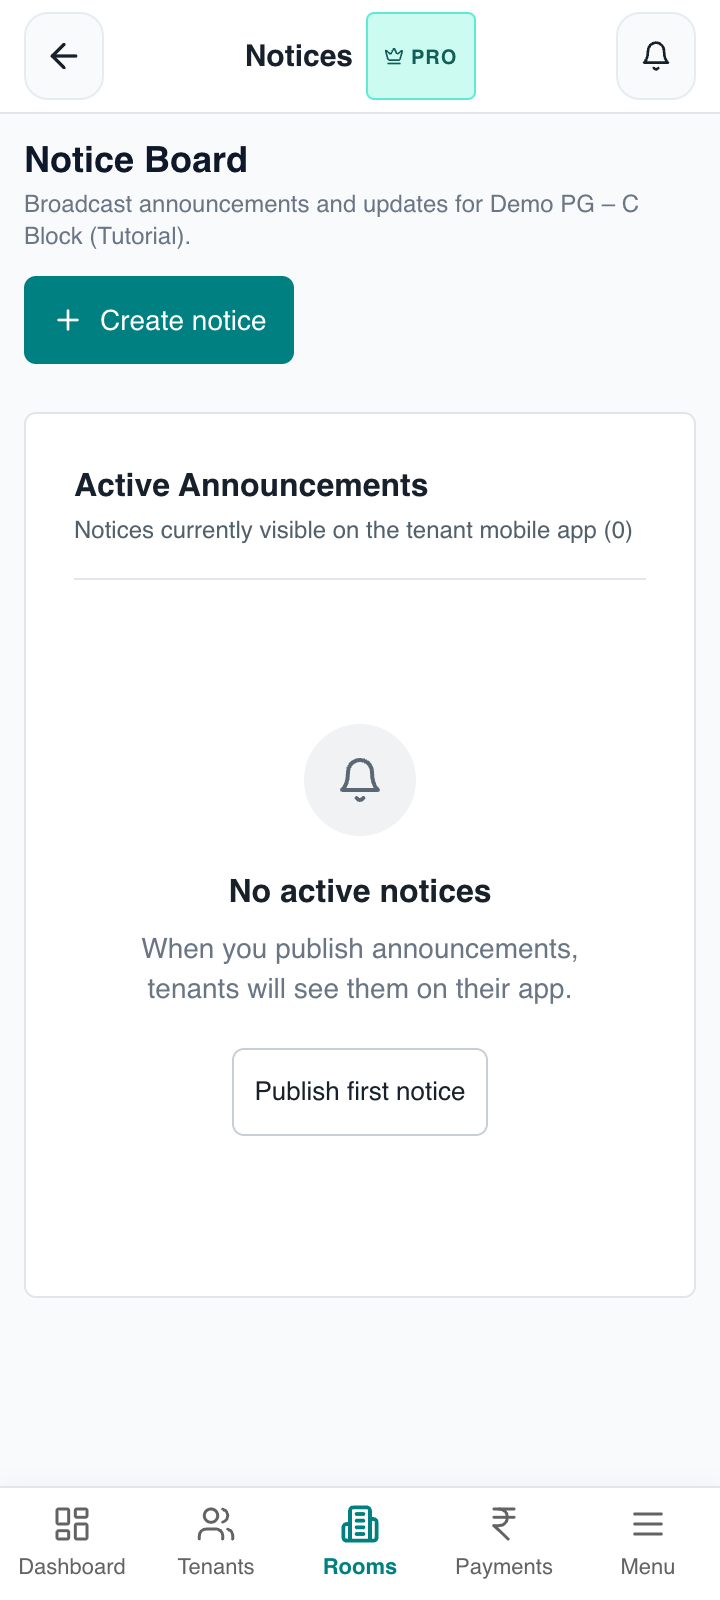 Notices
PRO
Notice Board
Broadcast announcements and updates for Demo PG – C
Block (Tutorial).
Create notice
Active Announcements
Notices currently visible on the tenant mobile app (0)
No active notices
When you publish announcements,
tenants will see them on their app.
Publish first notice
Dashboard
Tenants
Rooms
Payments
Menu